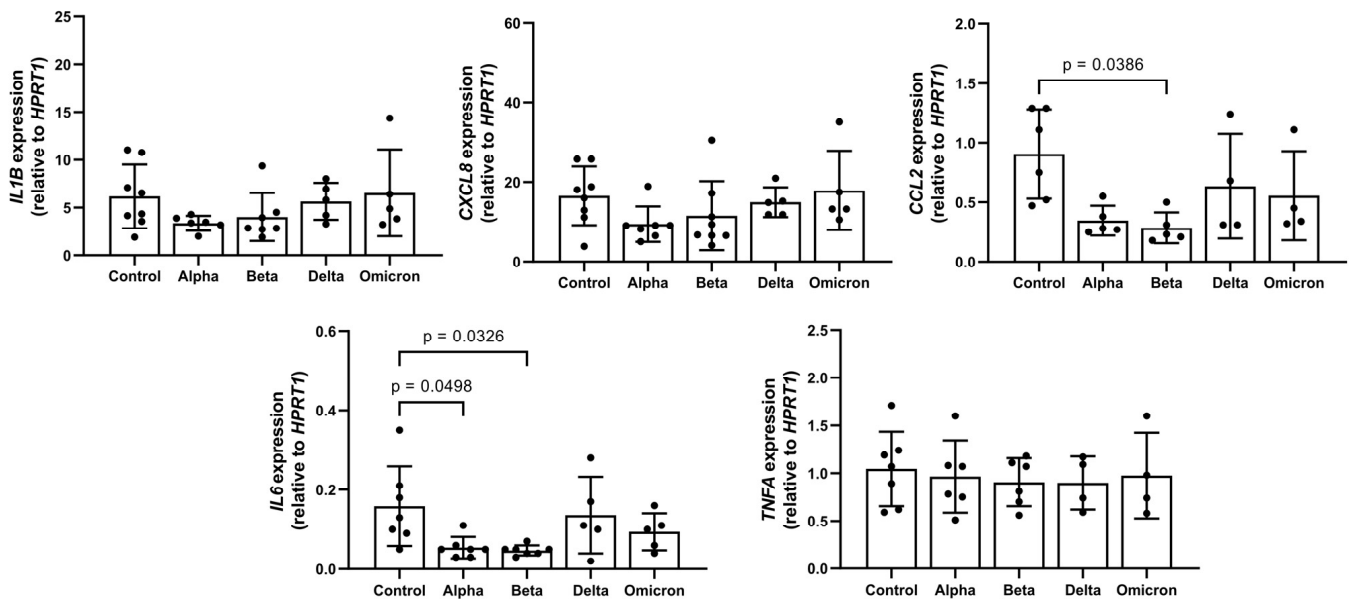 IL1B expression
(relative to HPRT1)
25
20
15
10
5
0
Control Alpha Beta Delta Omicron
CXCL8 expression
(relative to HPRT1)
60
40
20
0
Control Alpha Beta Delta Omicron
CCL2 expression
(relative to HPRT1)
2.0
1.5
1.0
0.5
0.0
p = 0.0386
Control Alpha Beta Delta Omicron
IL6 expression
(relative to HPRT1)
0.6
0.4
0.2
0.0
p = 0.0326
p = 0.0498
Control Alpha Beta Delta Omicron
TNFA expression
(relative to HPRT1)
2.5
2.0
1.5
1.0
0.5
0.0
Control Alpha Beta Delta Omicron